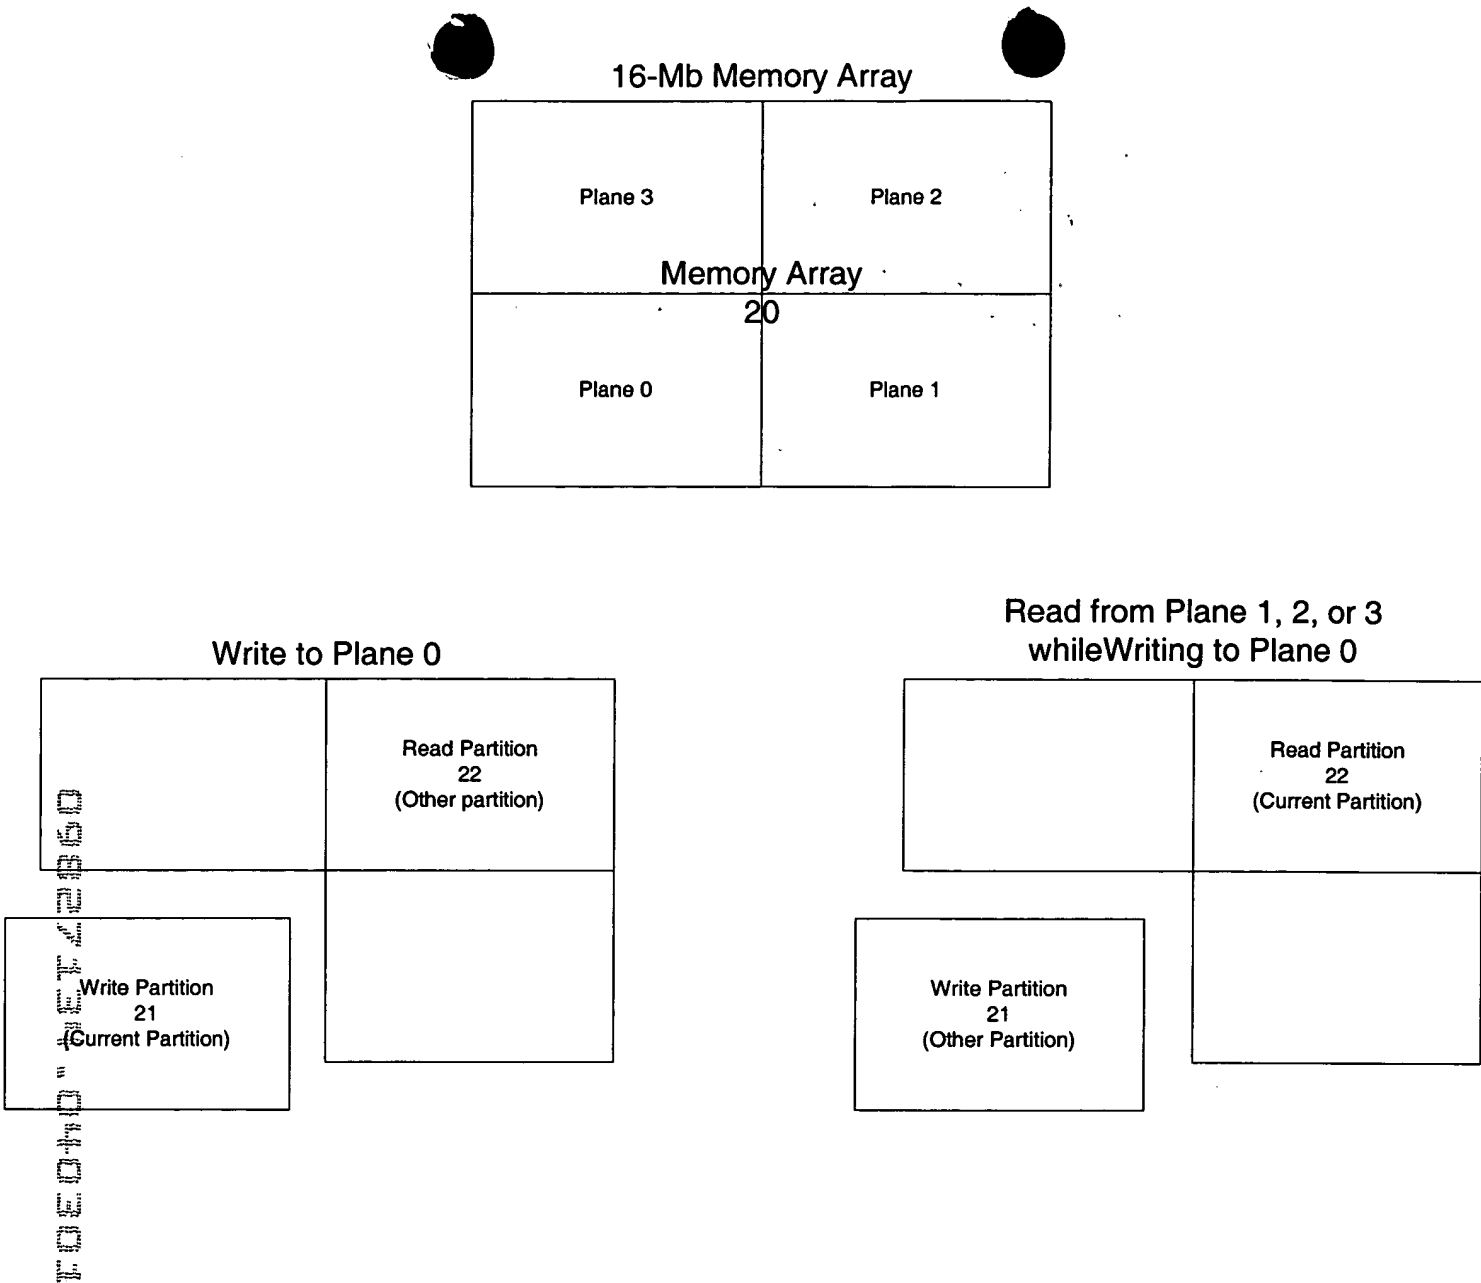 16-Mb Memory Array
Plane 3
Plane 2
Memory Array
20
Plane 0
Plane 1
Write to Plane 0
Read Partition
22
(Other partition)
Write Partition
21
(Current Partition)
Read from Plane 1, 2, or 3
whileWriting to Plane 0
Read Partition
22
(Current Partition)
Write Partition
21
(Other Partition)